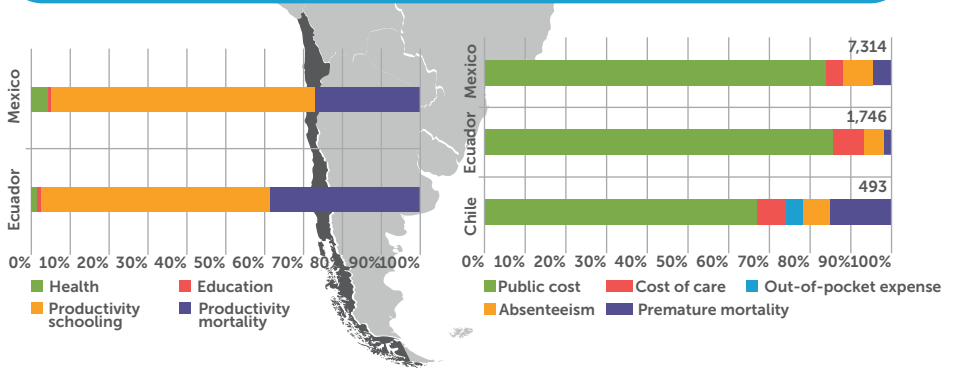 Mexico
Ecuador
0% 10% 20% 30% 40% 50% 60% 70% 80% 90% 100%
Health
Education
Productivity
schooling
Productivity
mortality
Mexico
7,314
Ecuador
1,746
Chile
493
0% 10% 20% 30% 40% 50% 60% 70% 80% 90% 100%
Public cost
Cost of care
Out-of-pocket expense
Absenteeism
Premature mortality